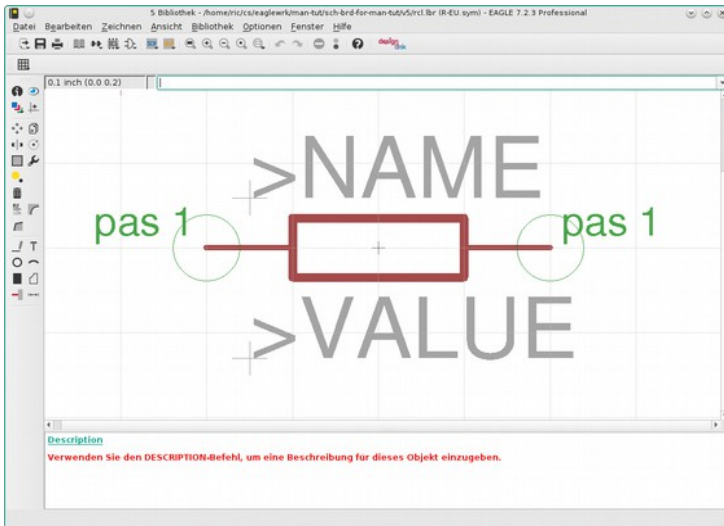 5 Bibliothek - /home/ric/cs/eaglewrk/man-tut/sch-brd-for-man-tut/v5/rcl.lbr (R-EU.sym) - EAGLE 7.2.3 Professional
Datei Bearbeiten Zeichnen Ansicht Bibliothek Optionen Fenster Hilfe
design link
0.1 inch (0.0 0.2)
>NAME
pas 1 pas 1
>VALUE
Description
Verwenden Sie den DESCRIPTION-Befehl, um eine Beschreibung für dieses Objekt einzugeben.